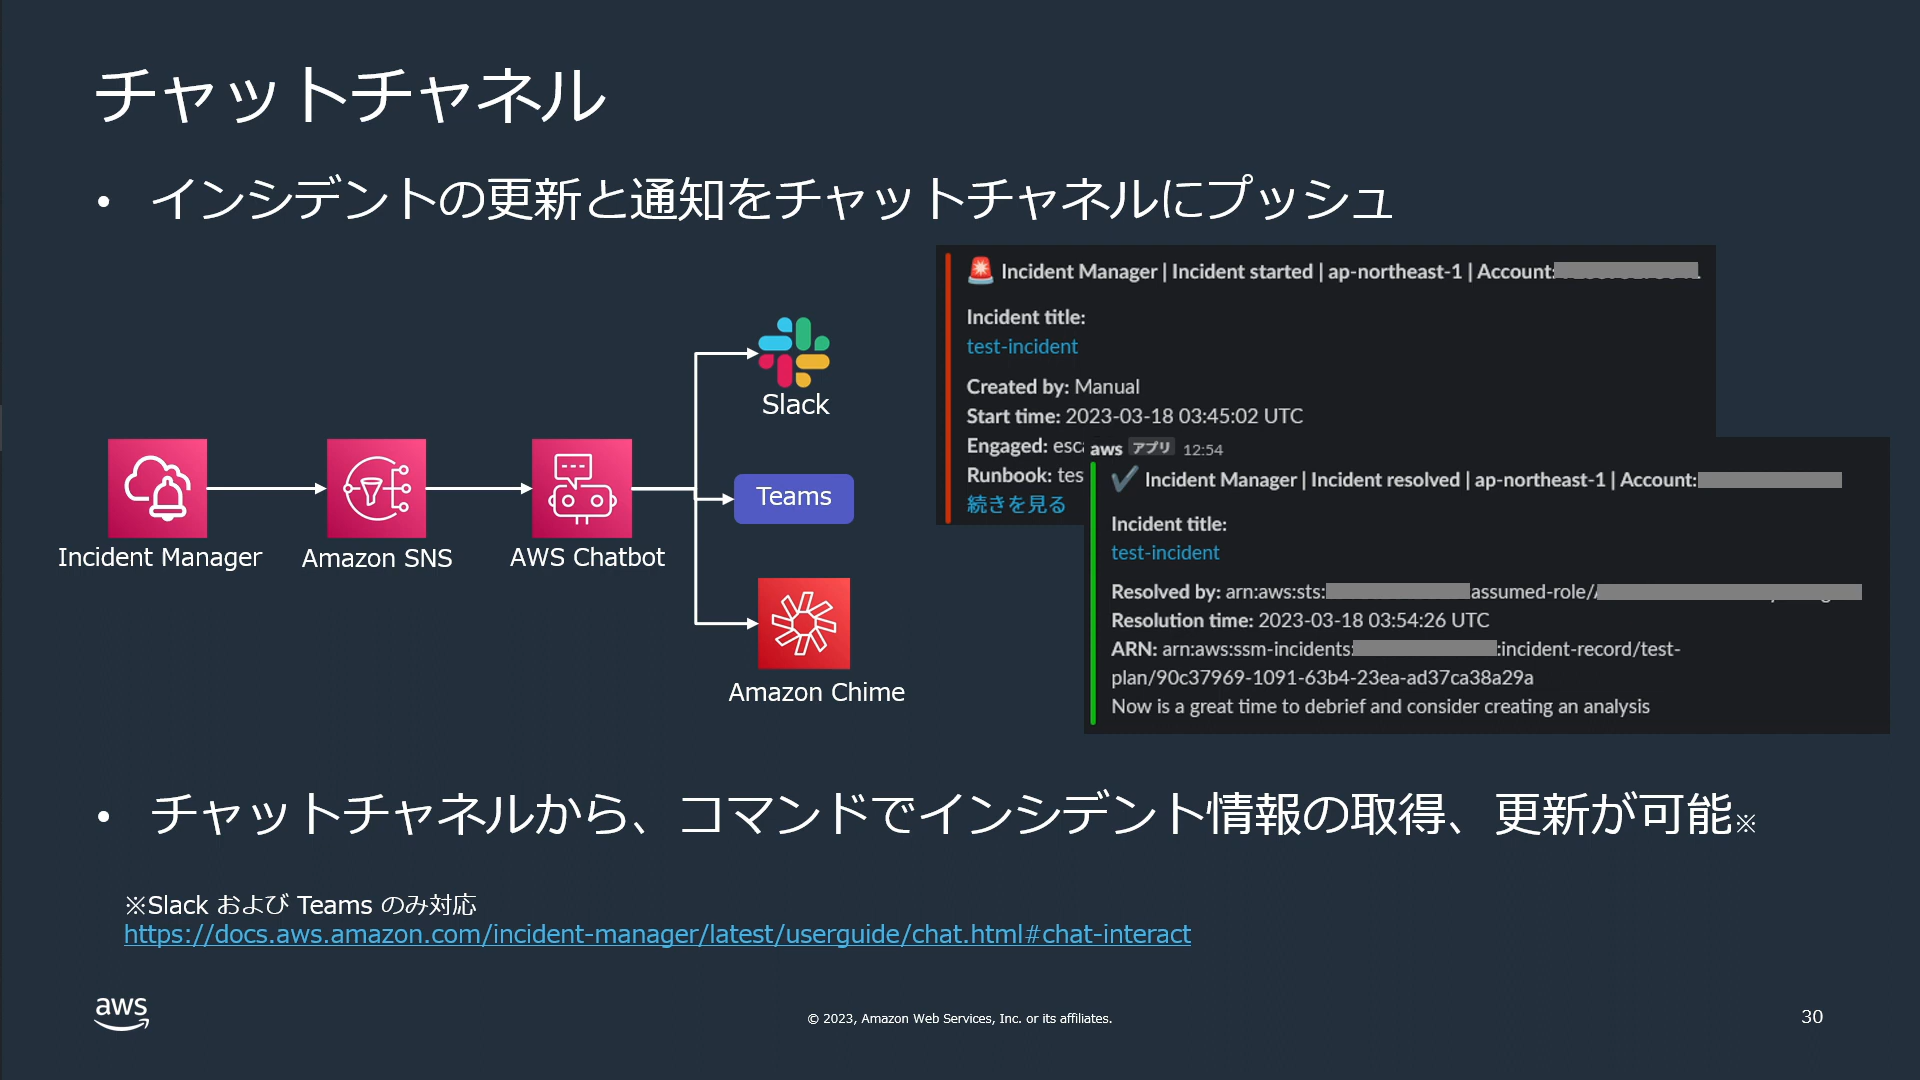 チャットチャネル
• インシデントの更新と通知をチャットチャネルにプッシュ
Slack
Teams
Amazon Chime
Incident Manager
Amazon SNS
AWS Chatbot
Incident Manager | Incident started | ap-northeast-1 | Account:
Incident title:
test-incident
Created by: Manual
Start time: 2023-03-18 03:45:02 UTC
Engaged: esc
Runbook: tes
続きを見る
aws アプリ 12:54
Incident Manager | Incident resolved | ap-northeast-1 | Account:
Incident title:
test-incident
Resolved by: arn:aws:sts: assumed-role/
Resolution time: 2023-03-18 03:54:26 UTC
ARN: arn:aws:ssm-incidents: :incident-record/test-
plan/90c37969-1091-63b4-23ea-ad37ca38a29a
Now is a great time to debrief and consider creating an analysis
• チャットチャネルから、コマンドでインシデント情報の取得、更新が可能※
※Slack および Teams のみ対応
https://docs.aws.amazon.com/incident-manager/latest/userguide/chat.html#chat-interact
aws
© 2023, Amazon Web Services, Inc. or its affiliates.
30